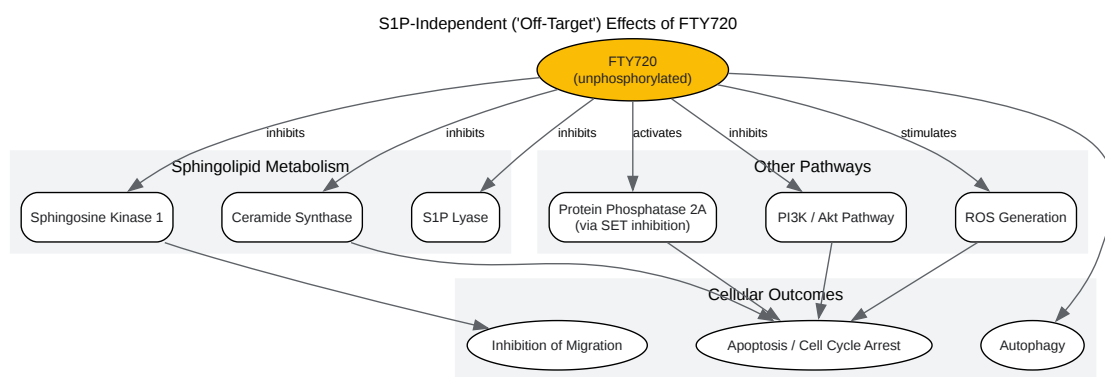 S1P-Independent ('Off-Target') Effects of FTY720
FTY720
(unphosphorylated)
inhibits
inhibits
inhibits
activates
inhibits
stimulates
Sphingolipid Metabolism
Other Pathways
Sphingosine Kinase 1
Ceramide Synthase
S1P Lyase
Protein Phosphatase 2A
(via SET inhibition)
PI3K / Akt Pathway
ROS Generation
Cellular Outcomes
Inhibition of Migration
Apoptosis / Cell Cycle Arrest
Autophagy